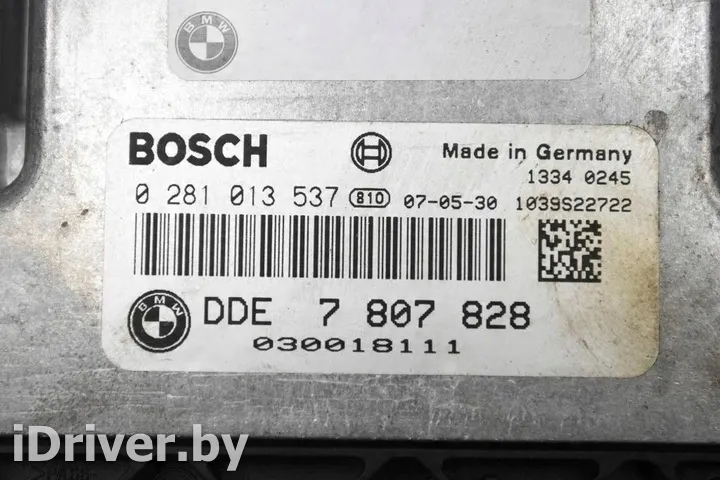 BMW
BOSCH
Made in Germany
1334 0245
0 281 013 537 810 07-05-30 1039S22722
BMW
DDE 7 807 828
030018111
iDriver.by